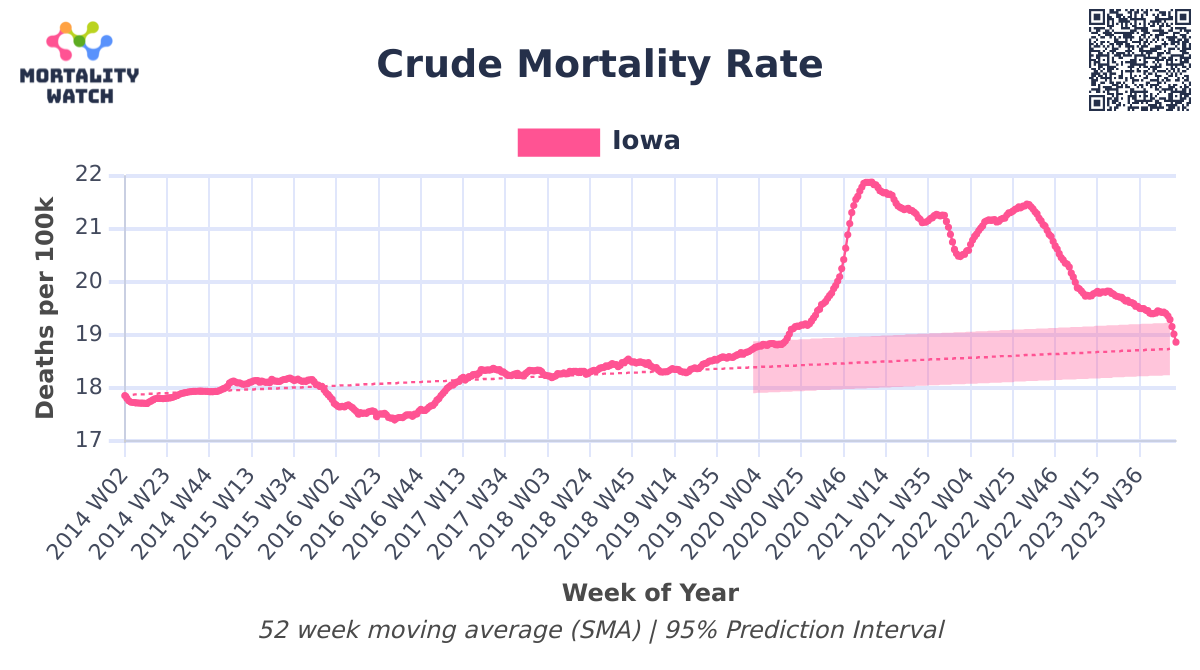 MORTALITY
WATCH
Crude Mortality Rate
Iowa
Deaths per 100k
22
21
20
19
18
17
2014 W02
2014 W23
2014 W44
2015 W13
2015 W34
2016 W02
2016 W23
2016 W44
2017 W13
2017 W34
2018 W03
2018 W24
2018 W45
2019 W14
2019 W35
2020 W04
2020 W25
2020 W46
2021 W14
2021 W35
2022 W04
2022 W25
2022 W46
2023 W15
2023 W36
Week of Year
52 week moving average (SMA) | 95% Prediction Interval